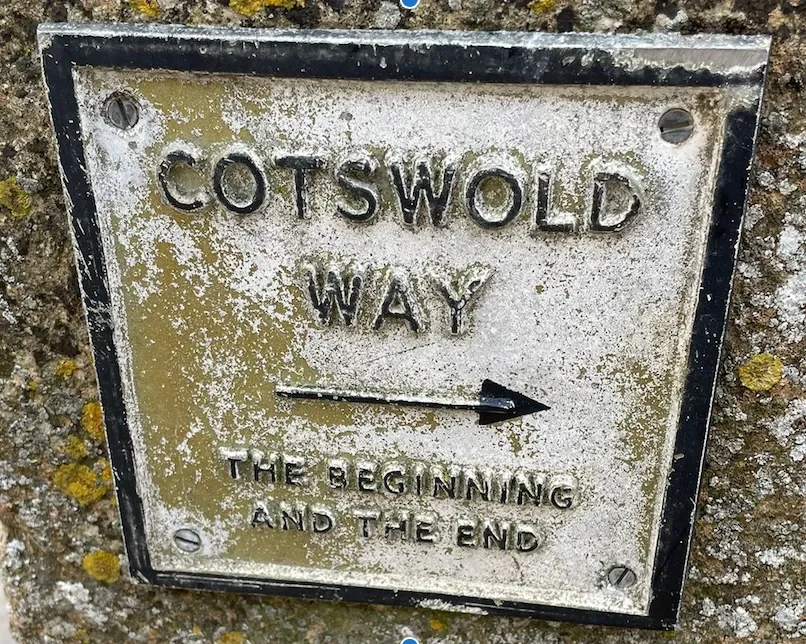 COTSWOLD
WAY
THE BEGINNING
AND THE END